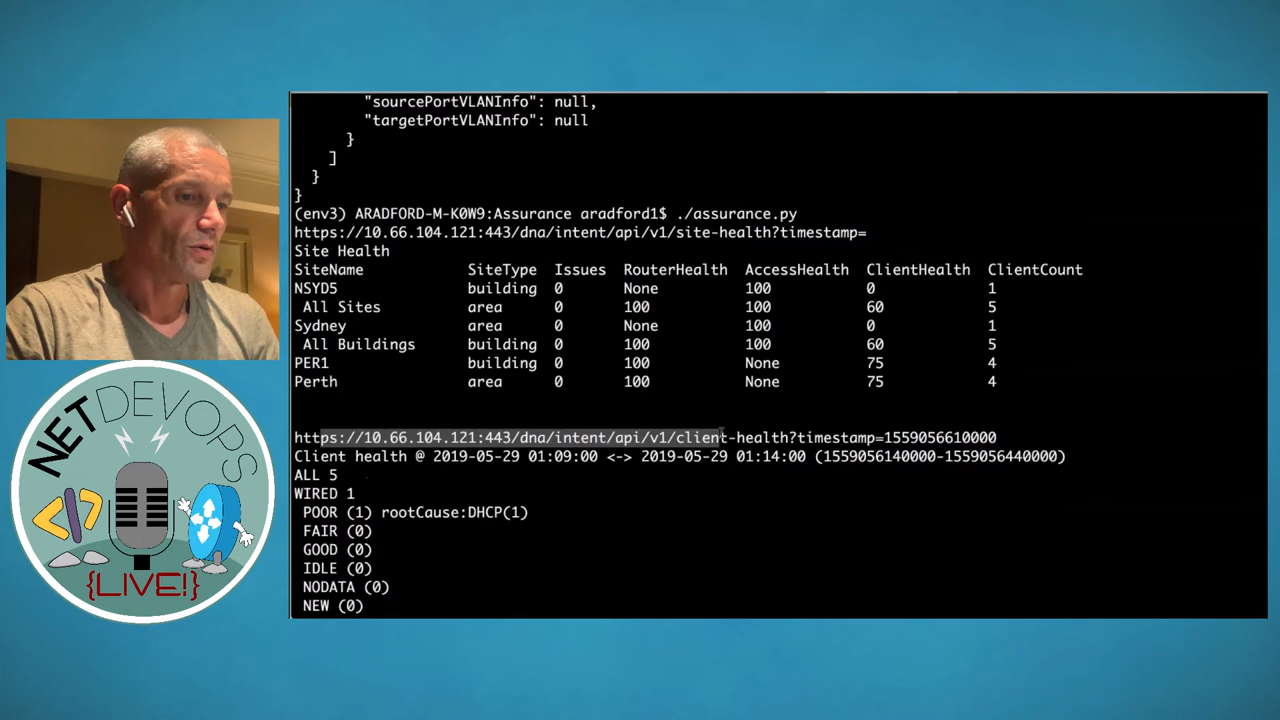 "sourcePortVLANInfo": null,
"targetPortVLANInfo": null
}
]
}
}
(env3) ARADFORD-M-K0W9:Assurance aradford1$ ./assurance.py
https://10.66.104.121:443/dna/intent/api/v1/site-health?timestamp=
Site Health
SiteName SiteType Issues RouterHealth AccessHealth ClientHealth ClientCount
NSYD5 building 0 None 100 0 1
All Sites area 0 100 100 60 5
Sydney area 0 None 100 0 1
All Buildings building 0 100 100 60 5
PER1 building 0 100 None 75 4
Perth area 0 100 None 75 4
https://10.66.104.121:443/dna/intent/api/v1/client-health?timestamp=1559056610000
Client health @ 2019-05-29 01:09:00 <-> 2019-05-29 01:14:00 (1559056140000-1559056440000)
ALL 5
WIRED 1
POOR (1) rootCause:DHCP(1)
FAIR (0)
GOOD (0)
IDLE (0)
NODATA (0)
NEW (0)
NETDEVOPS
{LIVE!}